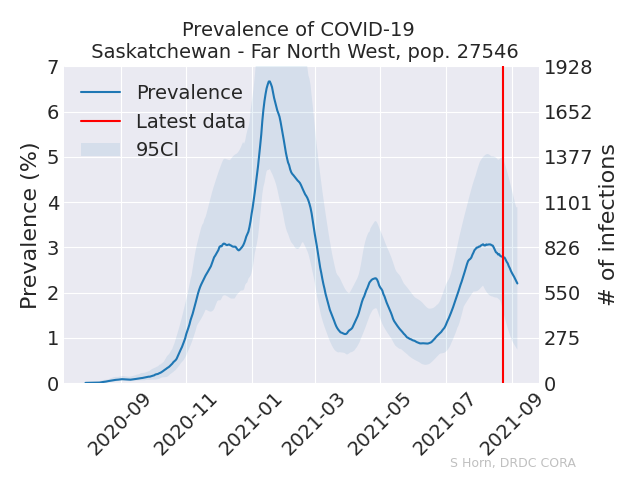 Prevalence of COVID-19
Saskatchewan - Far North West, pop. 27546
Prevalence (%)
7
6
5
4
3
2
1
0
Prevalence
Latest data
95CI
1928
1652
1377
1101
826
550
275
0
# of infections
2020-09
2020-11
2021-01
2021-03
2021-05
2021-07
2021-09
S Horn, DRDC CORA